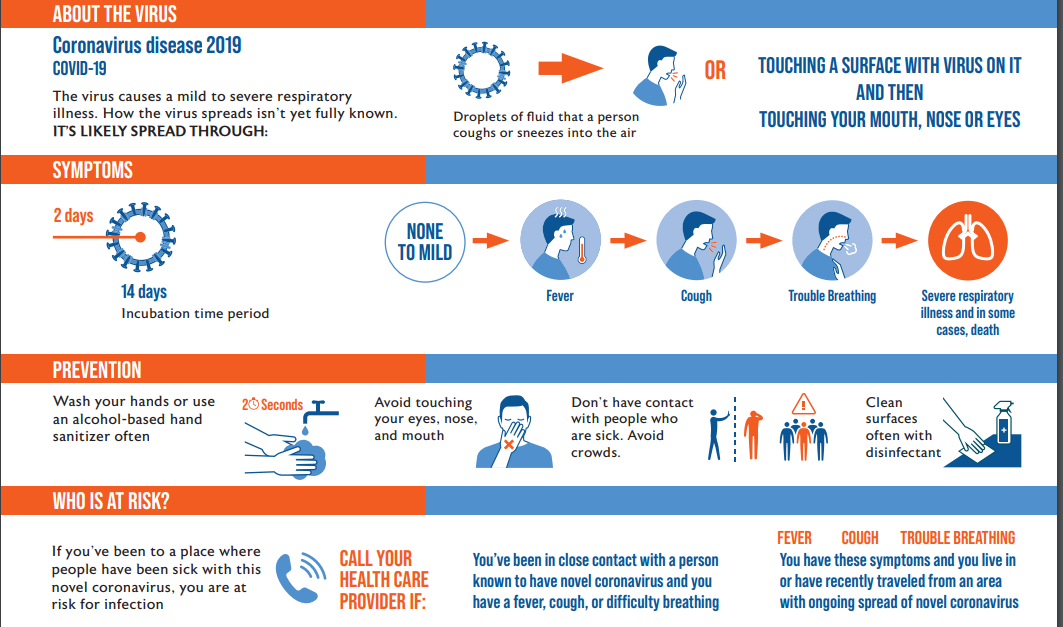 ABOUT THE VIRUS
Coronavirus disease 2019
COVID-19
The virus causes a mild to severe respiratory
illness. How the virus spreads isn't yet fully known.
IT'S LIKELY SPREAD THROUGH:
Droplets of fluid that a person
coughs or sneezes into the air
OR
TOUCHING A SURFACE WITH VIRUS ON IT
AND THEN
TOUCHING YOUR MOUTH, NOSE OR EYES
SYMPTOMS
2 days
14 days
Incubation time period
NONE
TO MILD
Fever
Cough
Trouble Breathing
Severe respiratory
illness and in some
cases, death
PREVENTION
Wash your hands or use
an alcohol-based hand
sanitizer often
20 Seconds
Avoid touching
your eyes, nose,
and mouth
Don't have contact
with people who
are sick. Avoid
crowds.
Clean
surfaces
often with
disinfectant
WHO IS AT RISK?
If you've been to a place where
people have been sick with this
novel coronavirus, you are at
risk for infection
CALL YOUR
HEALTH CARE
PROVIDER IF:
You've been in close contact with a person
known to have novel coronavirus and you
have a fever, cough, or difficulty breathing
FEVER COUGH TROUBLE BREATHING
You have these symptoms and you live in
or have recently traveled from an area
with ongoing spread of novel coronavirus